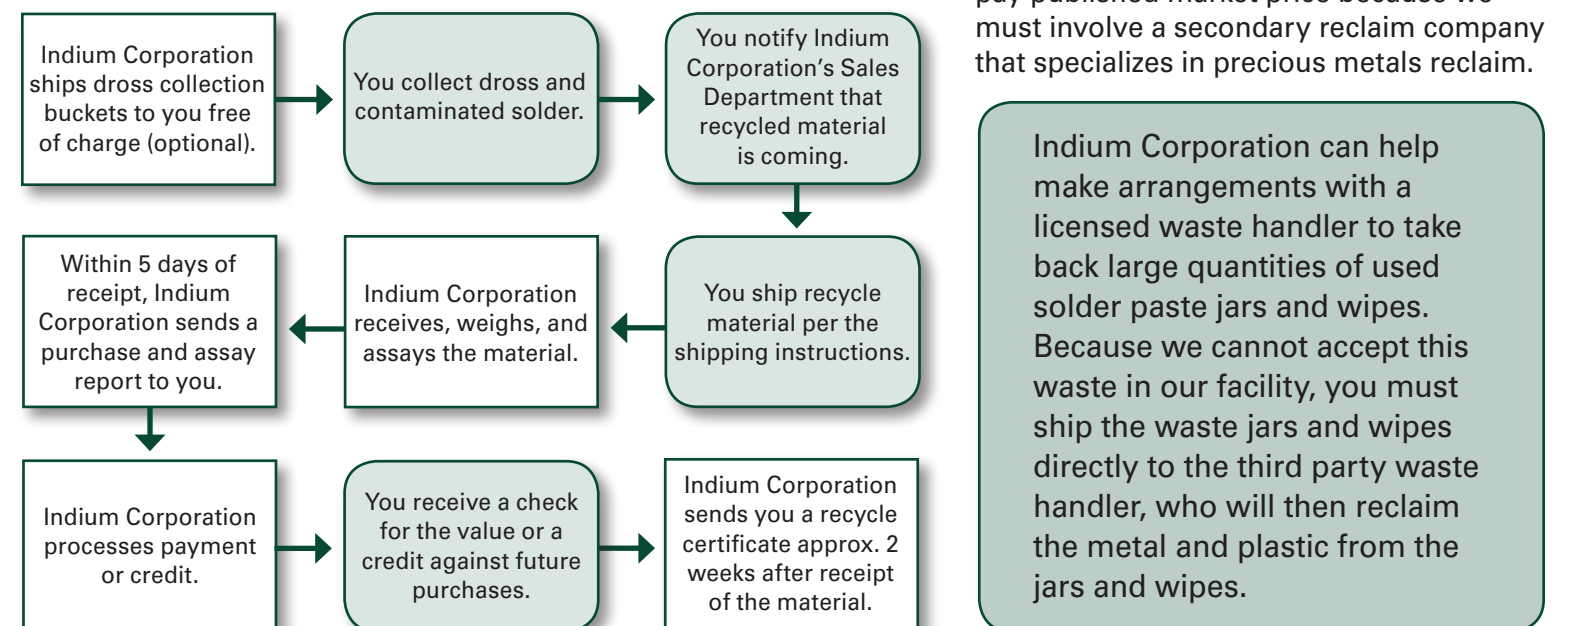 Indium Corporation
ships dross collection
buckets to you free
of charge (optional).
You collect dross and
contaminated solder.
You notify Indium
Corporation's Sales
Department that
recycled material
is coming.
You ship recycle
material per the
shipping instructions.
Indium Corporation
receives, weighs, and
assays the material.
Within 5 days of
receipt, Indium
Corporation sends a
purchase and assay
report to you.
Indium Corporation
processes payment
or credit.
You receive a check
for the value or a
credit against future
purchases.
Indium Corporation
sends you a recycle
certificate approx. 2
weeks after receipt
of the material.
pay published market price because we
must involve a secondary reclaim company
that specializes in precious metals reclaim.
Indium Corporation can help
make arrangements with a
licensed waste handler to take
back large quantities of used
solder paste jars and wipes.
Because we cannot accept this
waste in our facility, you must
ship the waste jars and wipes
directly to the third party waste
handler, who will then reclaim
the metal and plastic from the
jars and wipes.